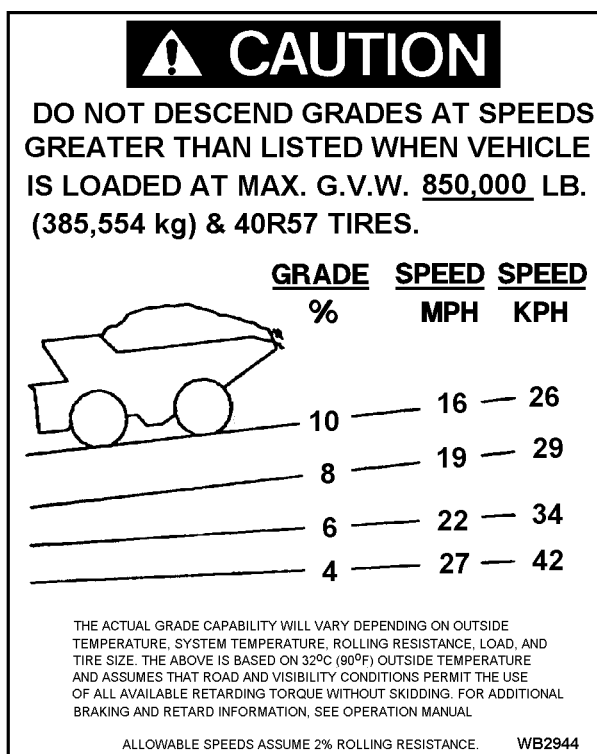 CAUTION
DO NOT DESCEND GRADES AT SPEEDS
GREATER THAN LISTED WHEN VEHICLE
IS LOADED AT MAX. G.V.W. 850,000 LB.
(385,554 kg) & 40R57 TIRES.
GRADE SPEED SPEED
% MPH KPH
10 16 26
8 19 29
6 22 34
4 27 42
THE ACTUAL GRADE CAPABILITY WILL VARY DEPENDING ON OUTSIDE
TEMPERATURE, SYSTEM TEMPERATURE, ROLLING RESISTANCE, LOAD, AND
TIRE SIZE. THE ABOVE IS BASED ON 32ºC (90ºF) OUTSIDE TEMPERATURE
AND ASSUMES THAT ROAD AND VISIBILITY CONDITIONS PERMIT THE USE
OF ALL AVAILABLE RETARDING TORQUE WITHOUT SKIDDING. FOR ADDITIONAL
BRAKING AND RETARD INFORMATION, SEE OPERATION MANUAL
ALLOWABLE SPEEDS ASSUME 2% ROLLING RESISTANCE. WB2944